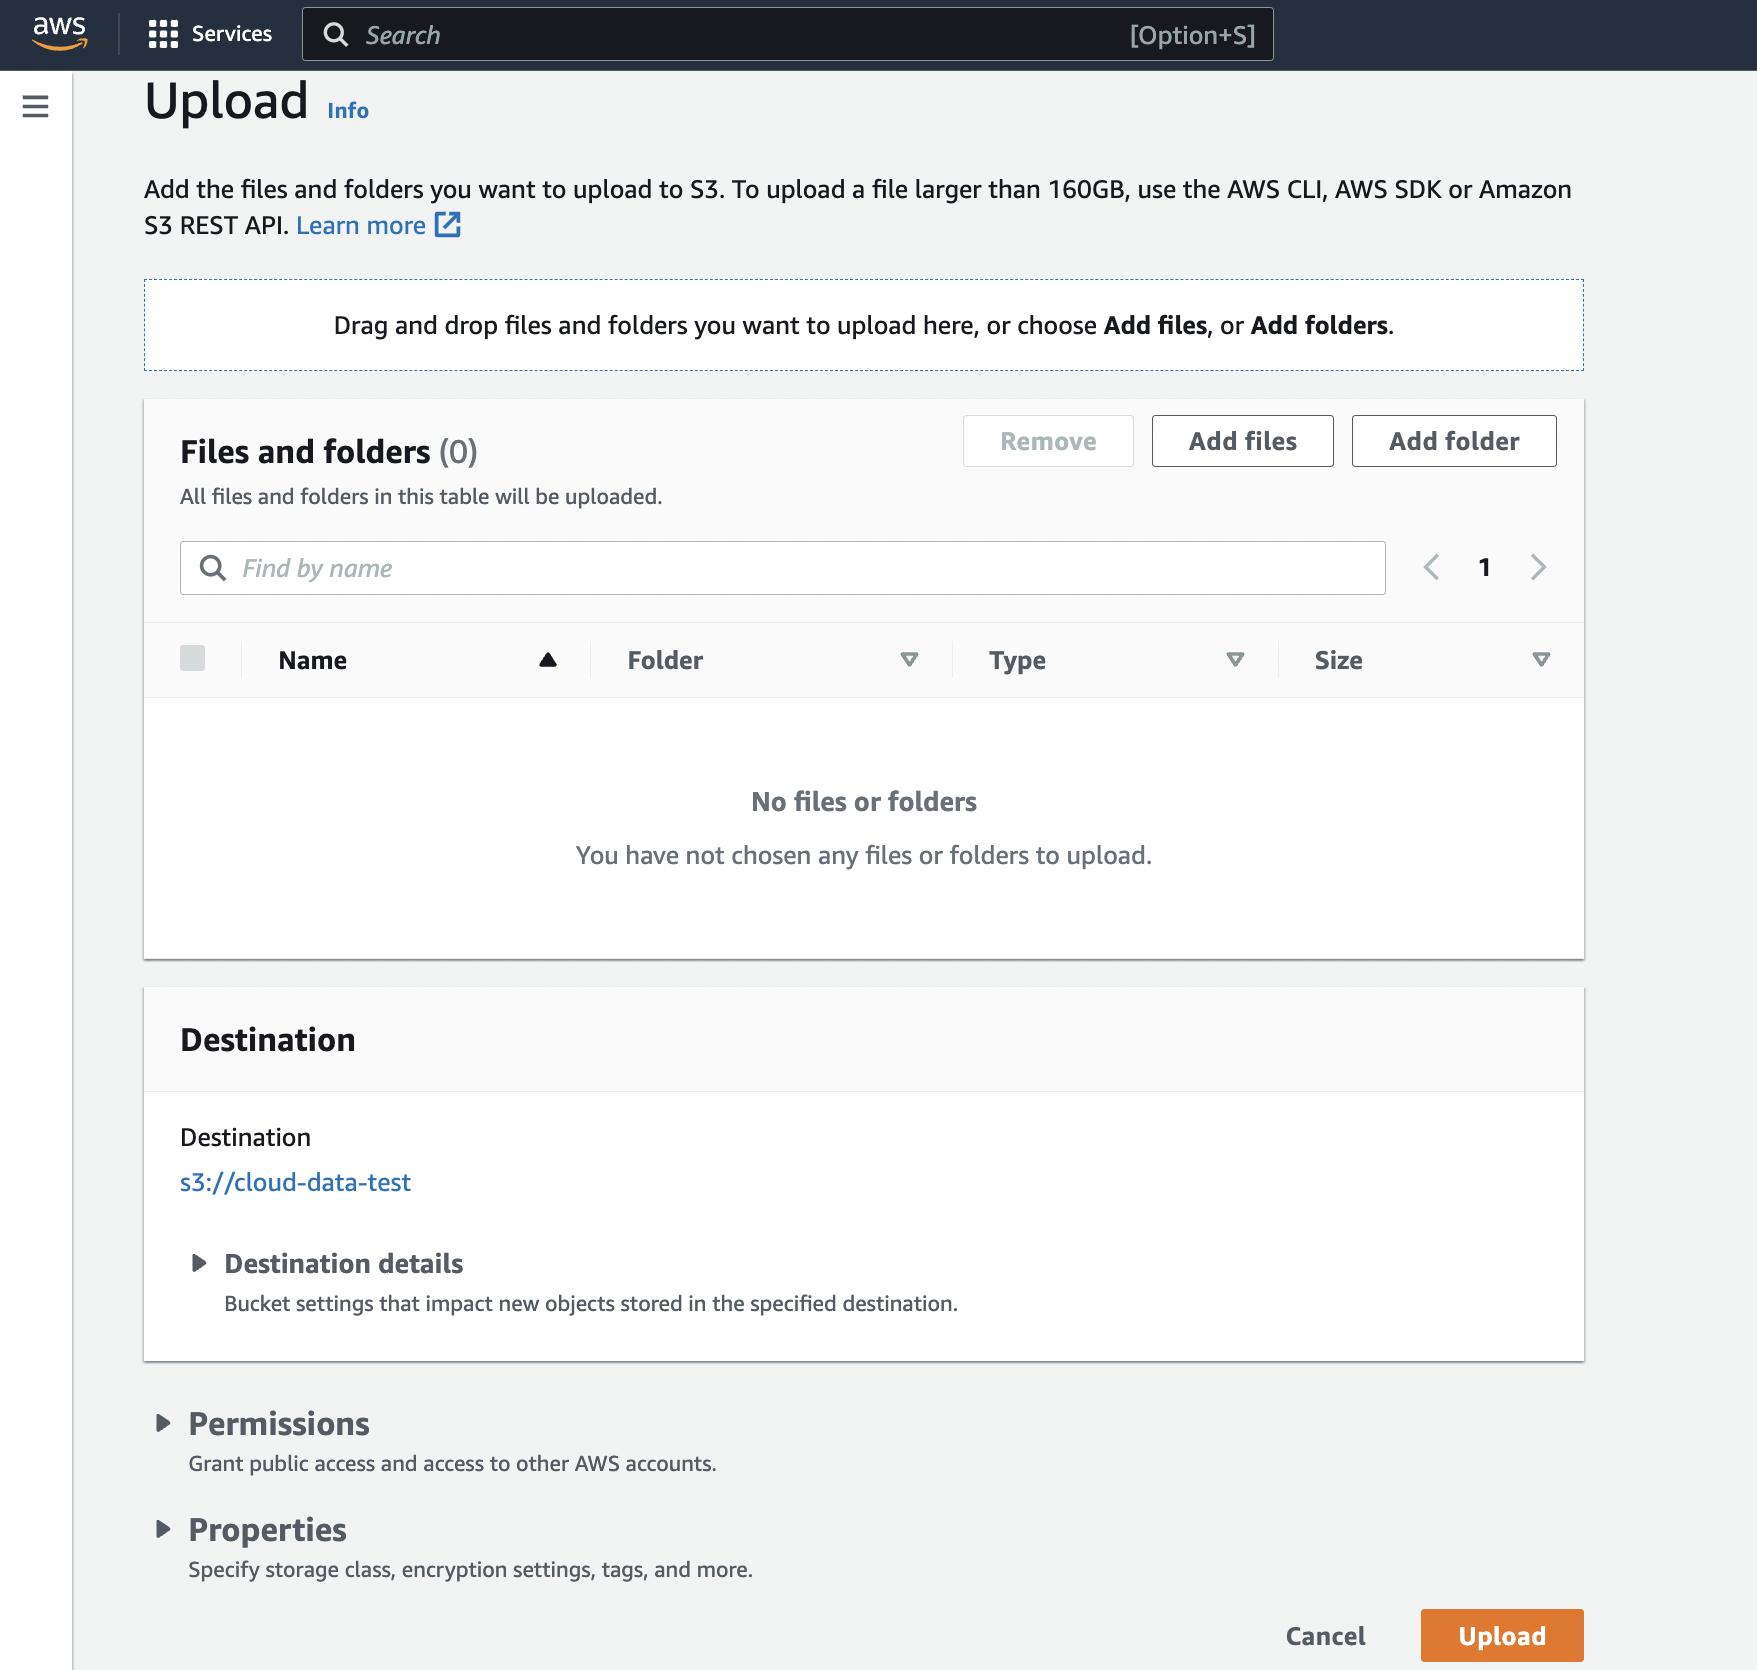 aws
Services
Search
[Option+S]
Upload
Info
Add the files and folders you want to upload to S3. To upload a file larger than 160GB, use the AWS CLI, AWS SDK or Amazon
S3 REST API. Learn more
Drag and drop files and folders you want to upload here, or choose Add files, or Add folders.
Files and folders (0)
Remove
Add files
Add folder
All files and folders in this table will be uploaded.
Find by name
1
Name
Folder
Type
Size
No files or folders
You have not chosen any files or folders to upload.
Destination
Destination
s3://cloud-data-test
Destination details
Bucket settings that impact new objects stored in the specified destination.
Permissions
Grant public access and access to other AWS accounts.
Properties
Specify storage class, encryption settings, tags, and more.
Cancel
Upload